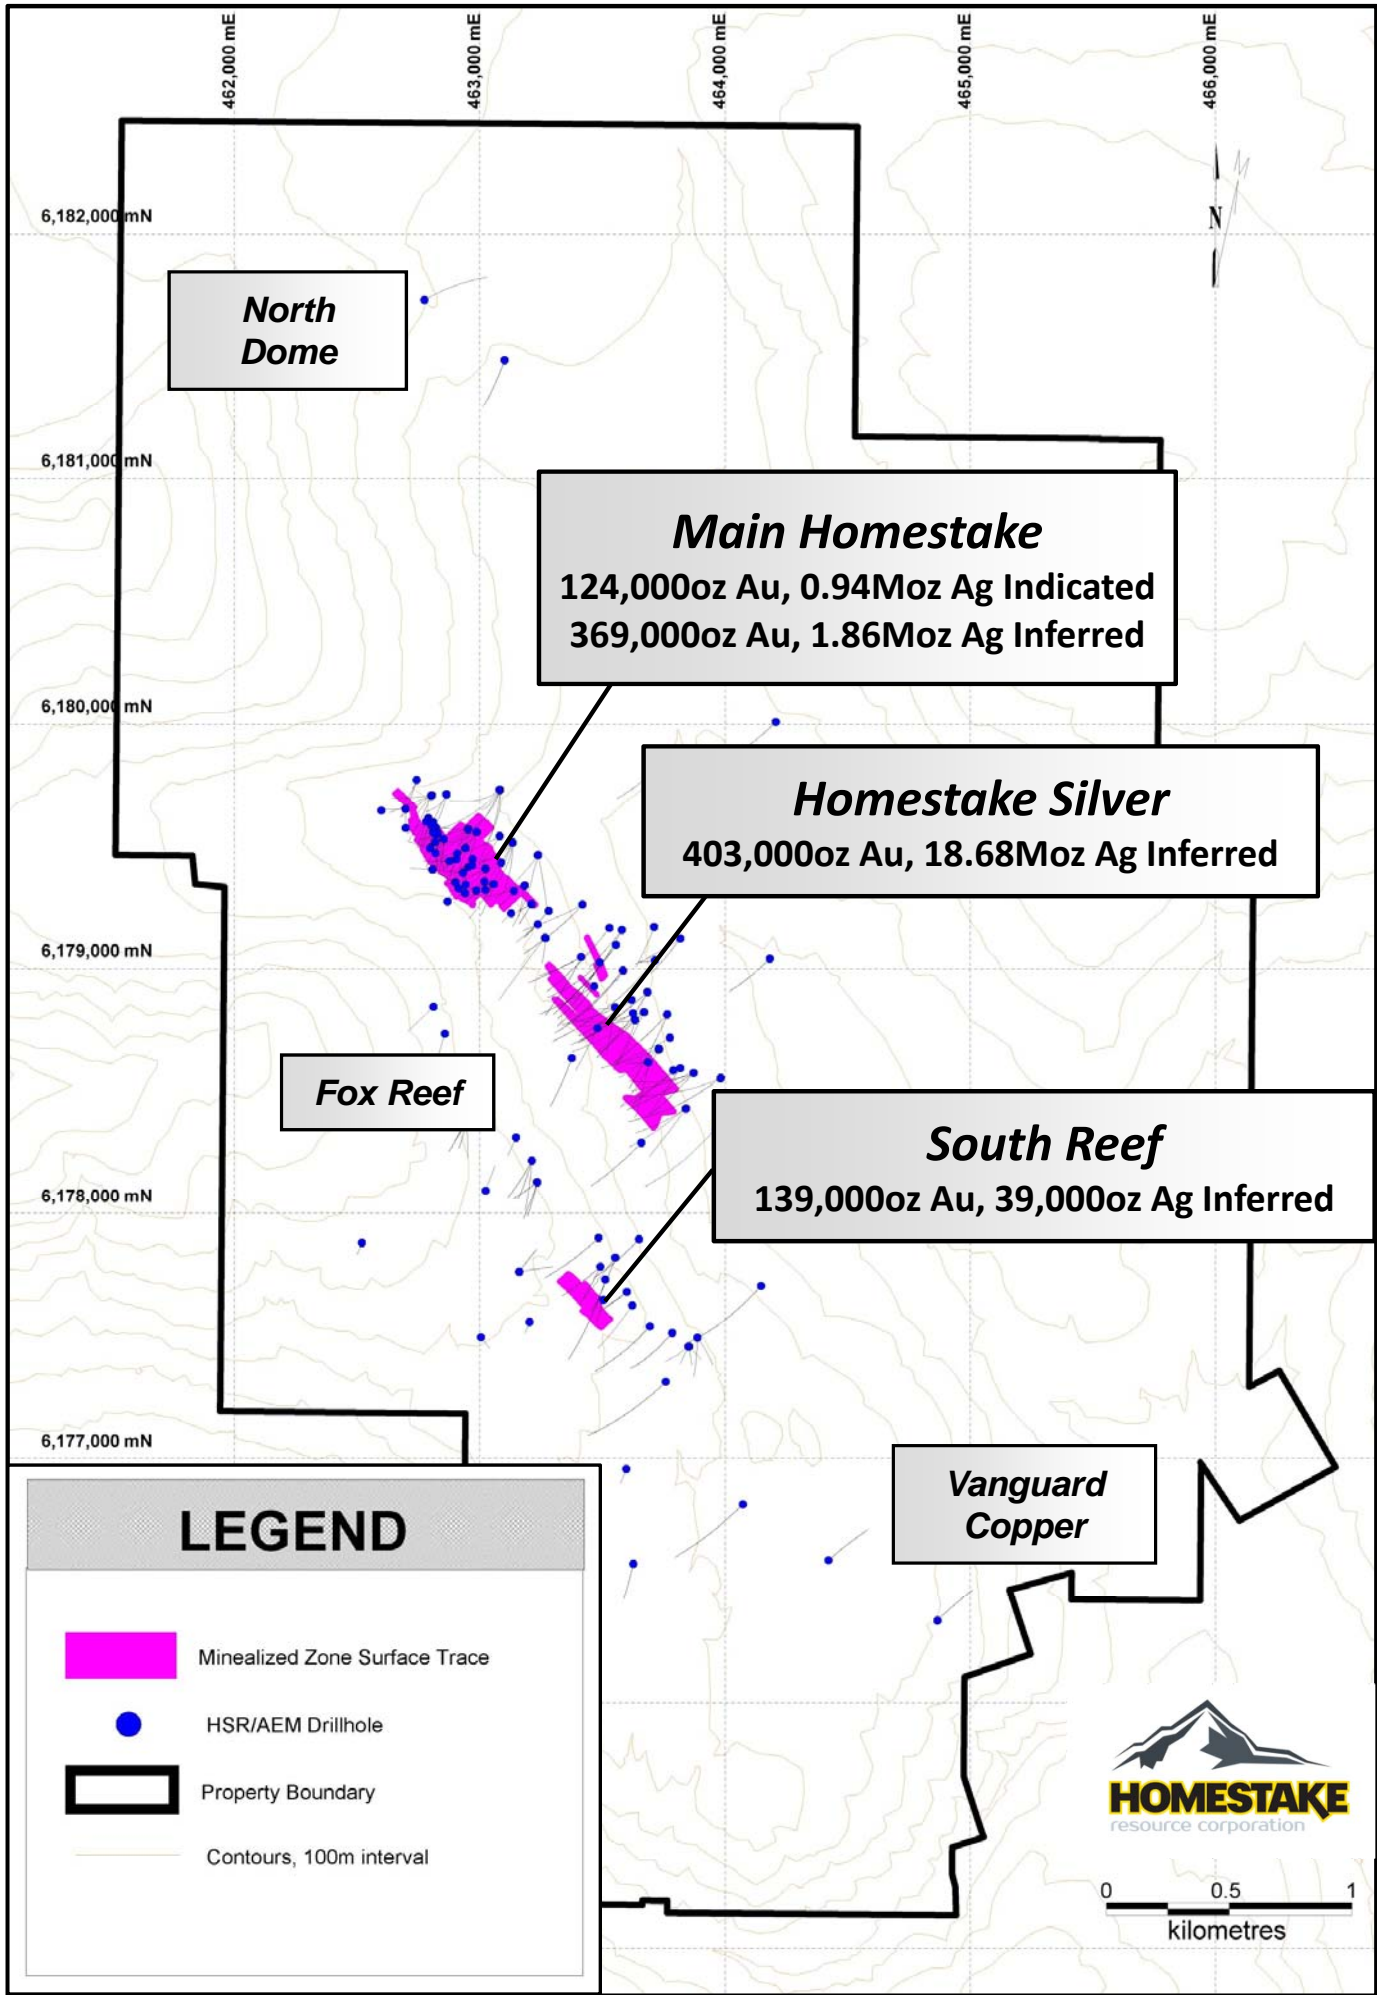 462,000 mE
463,000 mE
464,000 mE
465,000 mE
466,000 mE
M
N
6,182,000 mN
North
Dome
6,181,000 mN
Main Homestake
124,000oz Au, 0.94Moz Ag Indicated
369,000oz Au, 1.86Moz Ag Inferred
6,180,000 mN
Homestake Silver
403,000oz Au, 18.68Moz Ag Inferred
6,179,000 mN
Fox Reef
South Reef
139,000oz Au, 39,000oz Ag Inferred
6,178,000 mN
6,177,000 mN
Vanguard
Copper
LEGEND
Minealized Zone Surface Trace
HSR/AEM Drillhole
Property Boundary
Contours, 100m interval
HOMESTAKE
resource corporation
0 0.5 1
kilometres